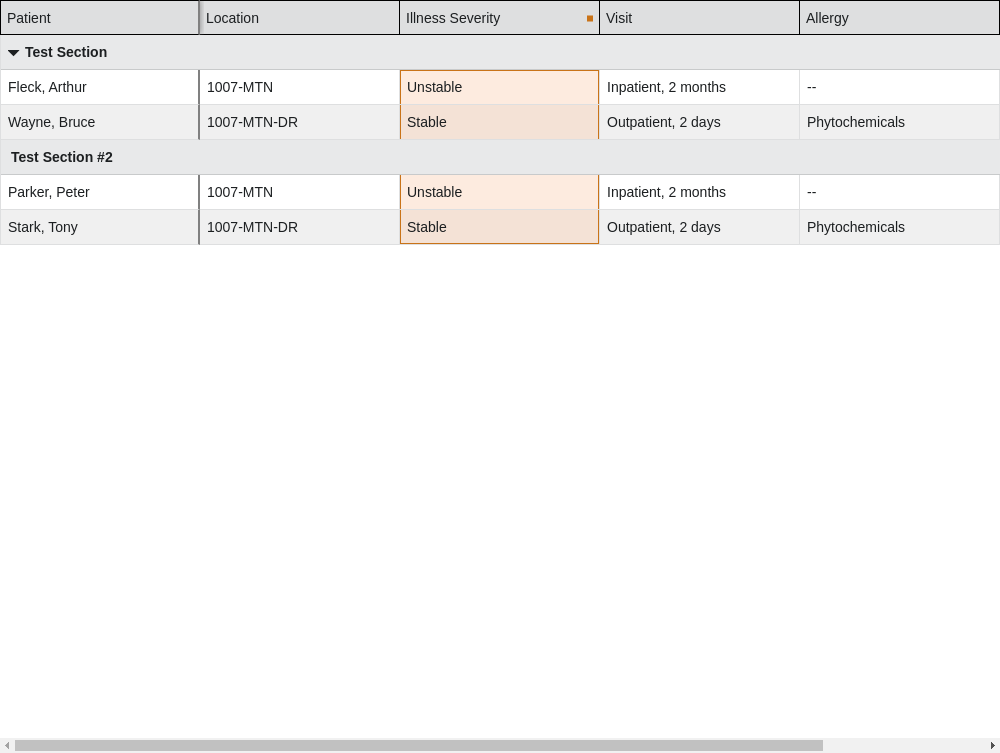 Patient Location Illness Severity Visit Allergy
Test Section
Fleck, Arthur 1007-MTN Unstable Inpatient, 2 months --
Wayne, Bruce 1007-MTN-DR Stable Outpatient, 2 days Phytochemicals
Test Section #2
Parker, Peter 1007-MTN Unstable Inpatient, 2 months --
Stark, Tony 1007-MTN-DR Stable Outpatient, 2 days Phytochemicals